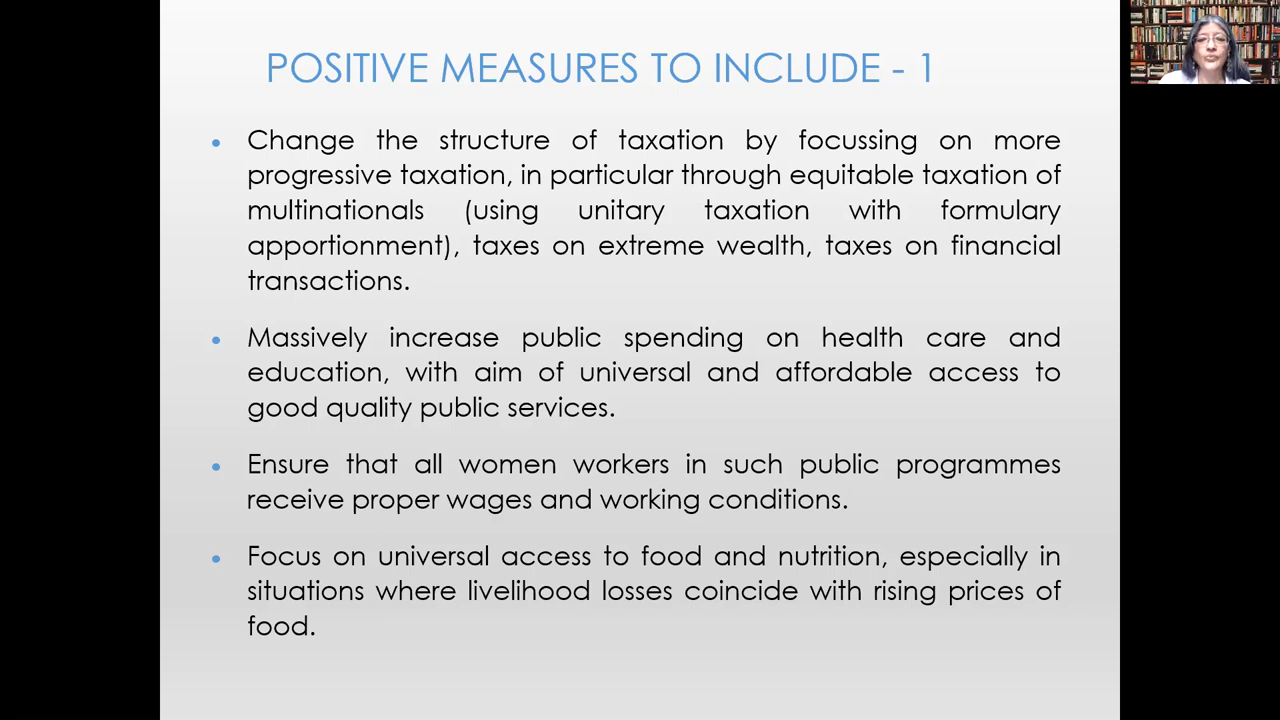 POSITIVE MEASURES TO INCLUDE - 1
• Change the structure of taxation by focussing on more
progressive taxation, in particular through equitable taxation of
multinationals (using unitary taxation with formulary
apportionment), taxes on extreme wealth, taxes on financial
transactions.
• Massively increase public spending on health care and
education, with aim of universal and affordable access to
good quality public services.
• Ensure that all women workers in such public programmes
receive proper wages and working conditions.
• Focus on universal access to food and nutrition, especially in
situations where livelihood losses coincide with rising prices of
food.